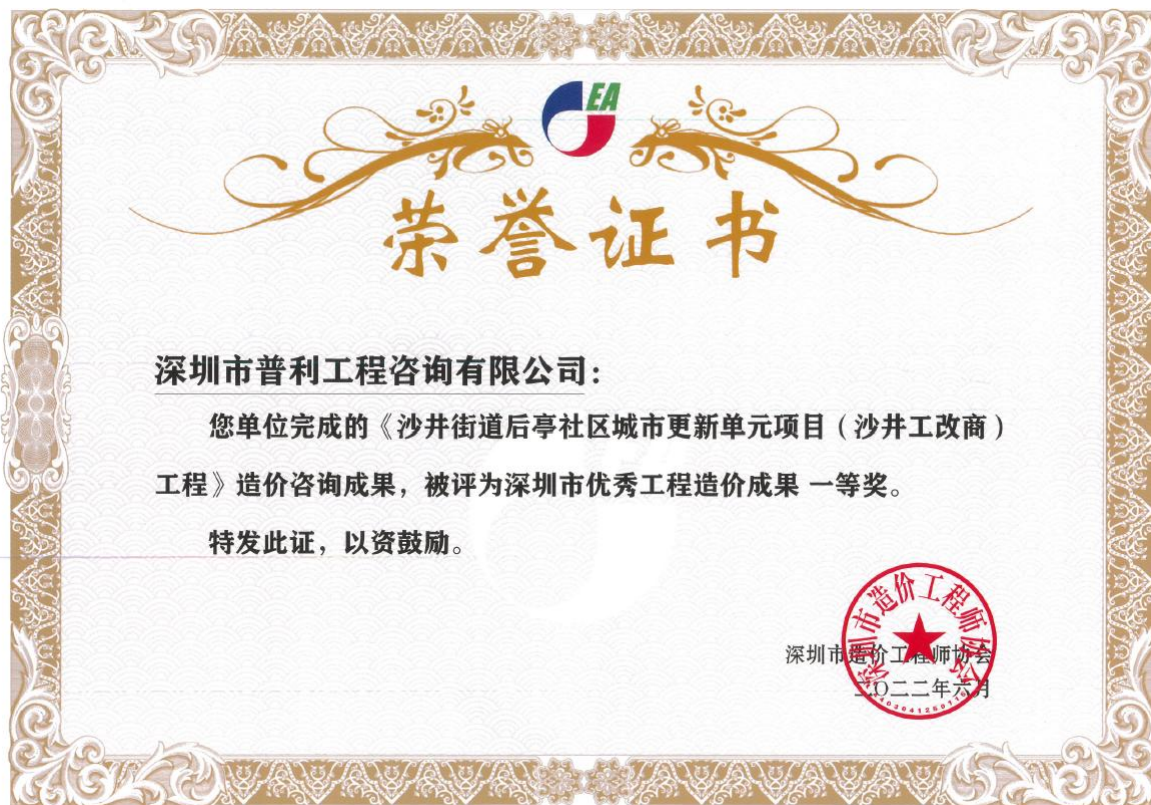 EA
荣誉证书
深圳市普利工程咨询有限公司：
您单位完成的《沙井街道后亭社区城市更新单元项目（沙井工改商）
工程》造价咨询成果，被评为深圳市优秀工程造价成果 一等奖。
特发此证，以资鼓励。
深圳市造价工程师协会
深圳市造价工程师协会
二〇二二年六月